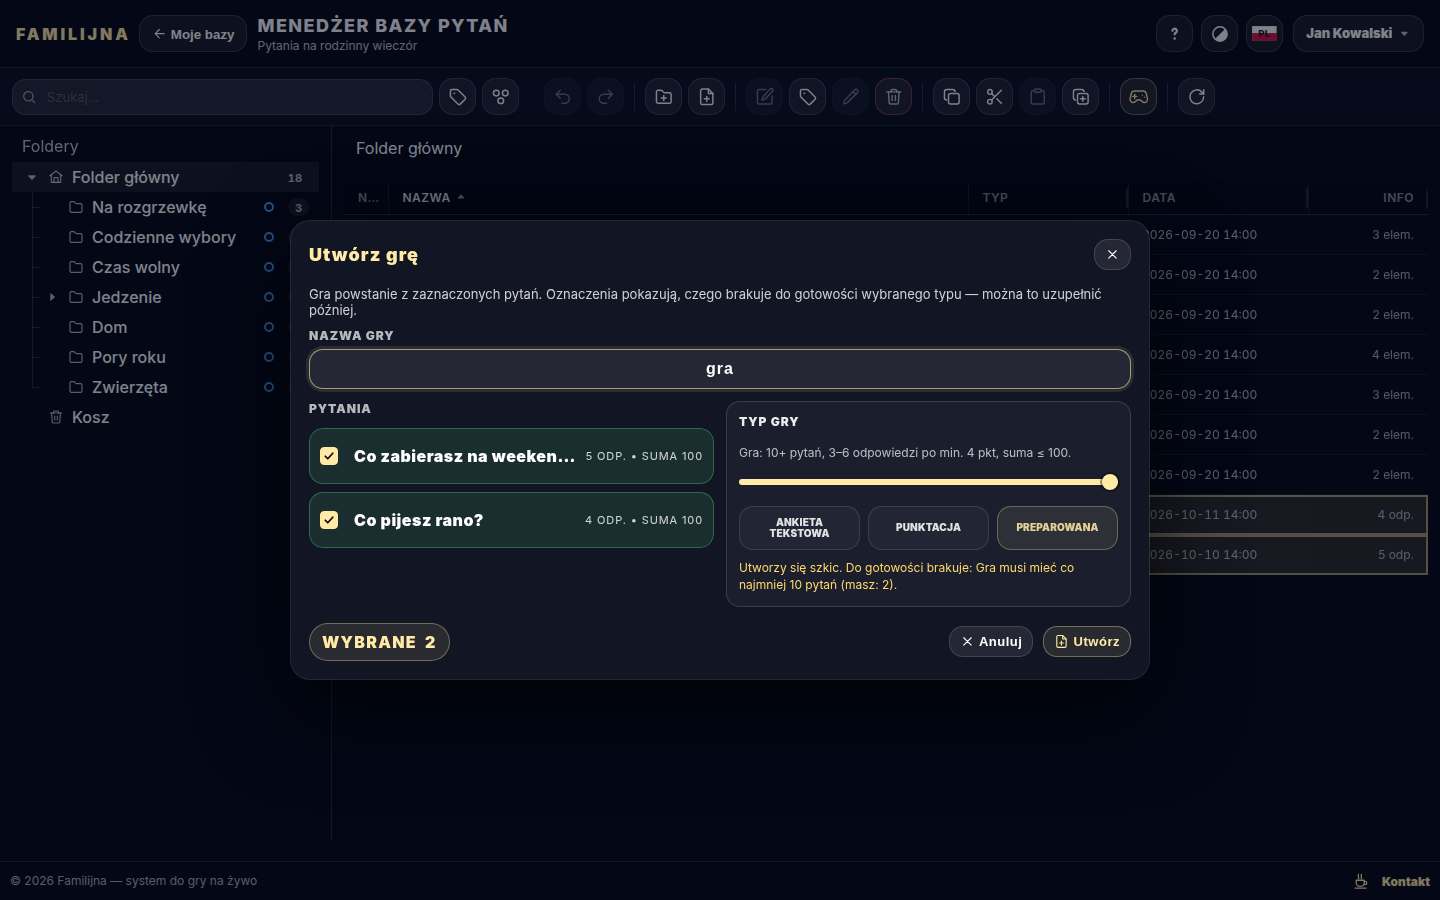 FAMILIJNA
Moje bazy
MENEDŻER BAZY PYTAŃ
Pytania na rodzinny wieczór
?
PL
Jan Kowalski
Szukaj...
Foldery
Folder główny
18
Na rozgrzewkę
3
Codzienne wybory
Czas wolny
Jedzenie
Dom
Pory roku
Zwierzęta
Kosz
Folder główny
N...
NAZWA
TYP
DATA
INFO
026-09-20 14:00
3 elem.
026-09-20 14:00
2 elem.
026-09-20 14:00
2 elem.
026-09-20 14:00
4 elem.
026-09-20 14:00
3 elem.
026-09-20 14:00
2 elem.
026-09-20 14:00
2 elem.
026-10-11 14:00
4 odp.
026-10-10 14:00
5 odp.
Utwórz grę
Gra powstanie z zaznaczonych pytań. Oznaczenia pokazują, czego brakuje do gotowości wybranego typu — można to uzupełnić
później.
NAZWA GRY
gra
PYTANIA
Co zabierasz na weeken...
5 ODP. • SUMA 100
Co pijesz rano?
4 ODP. • SUMA 100
TYP GRY
Gra: 10+ pytań, 3–6 odpowiedzi po min. 4 pkt, suma ≤ 100.
ANKIETA
TEKSTOWA
PUNKTACJA
PREPAROWANA
Utworzy się szkic. Do gotowości brakuje: Gra musi mieć co
najmniej 10 pytań (masz: 2).
WYBRANE 2
Anuluj
Utwórz
© 2026 Familijna — system do gry na żywo
Kontakt